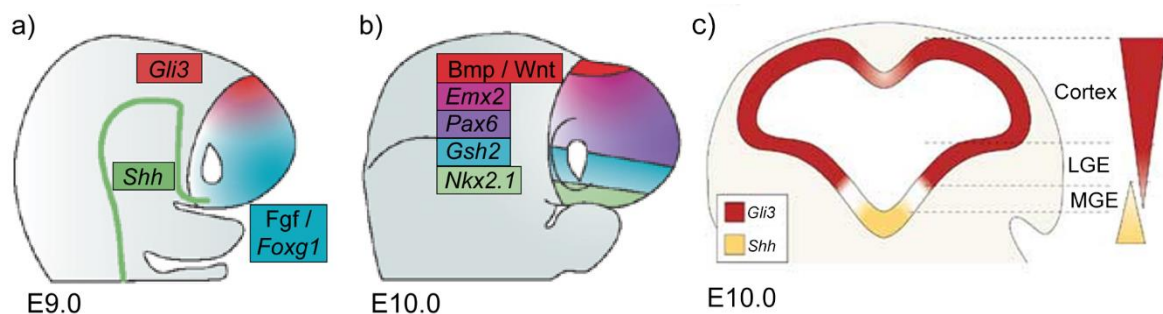 a)
Gli3
Shh
Fgf /
Foxg1
E9.0
b)
Bmp / Wnt
Emx2
Pax6
Gsh2
Nkx2.1
E10.0
c)
Cortex
LGE
MGE
Gli3
Shh
E10.0